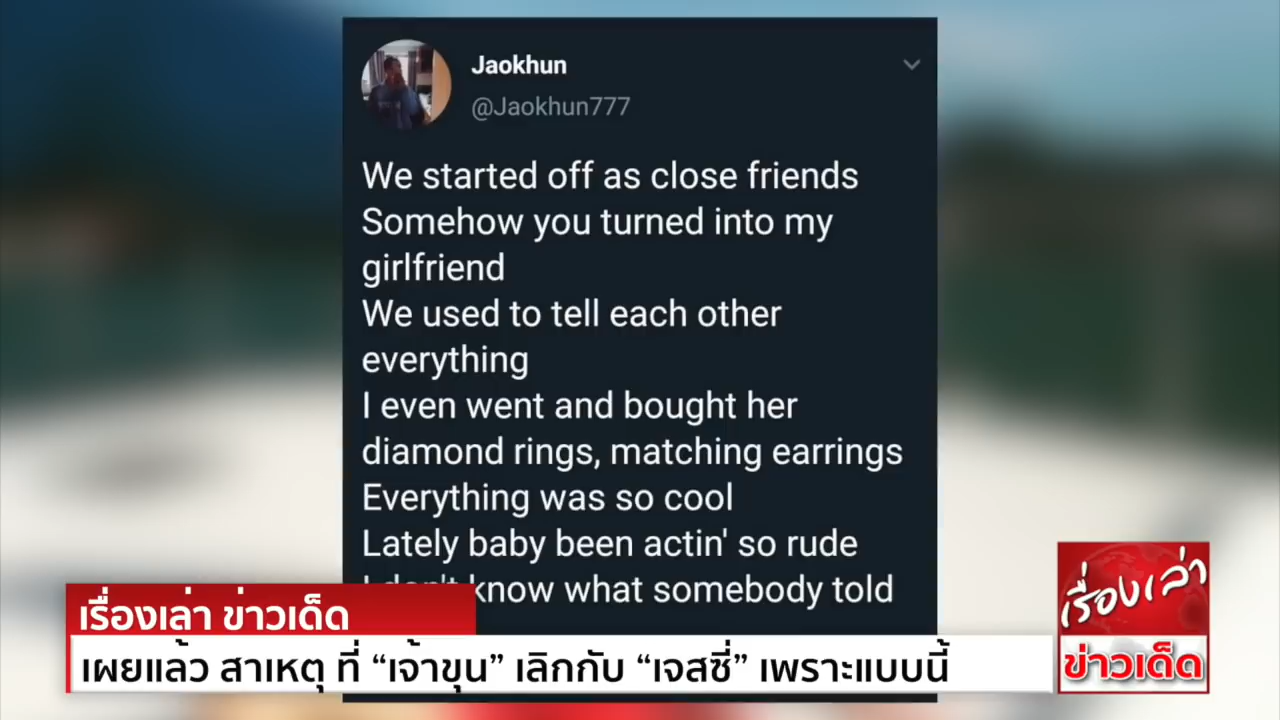 Jaokhun
@Jaokhun777
We started off as close friends
Somehow you turned into my
girlfriend
We used to tell each other
everything
I even went and bought her
diamond rings, matching earrings
Everything was so cool
Lately baby been actin' so rude
I don't know what somebody told
เรื่องเล่า ข่าวเด็ด
เผยแล้ว สาเหตุ ที่ “เจ้าขุน” เลิกกับ “เจสซี่” เพราะแบบนี้
เรื่องเล่า
ข่าวเด็ด